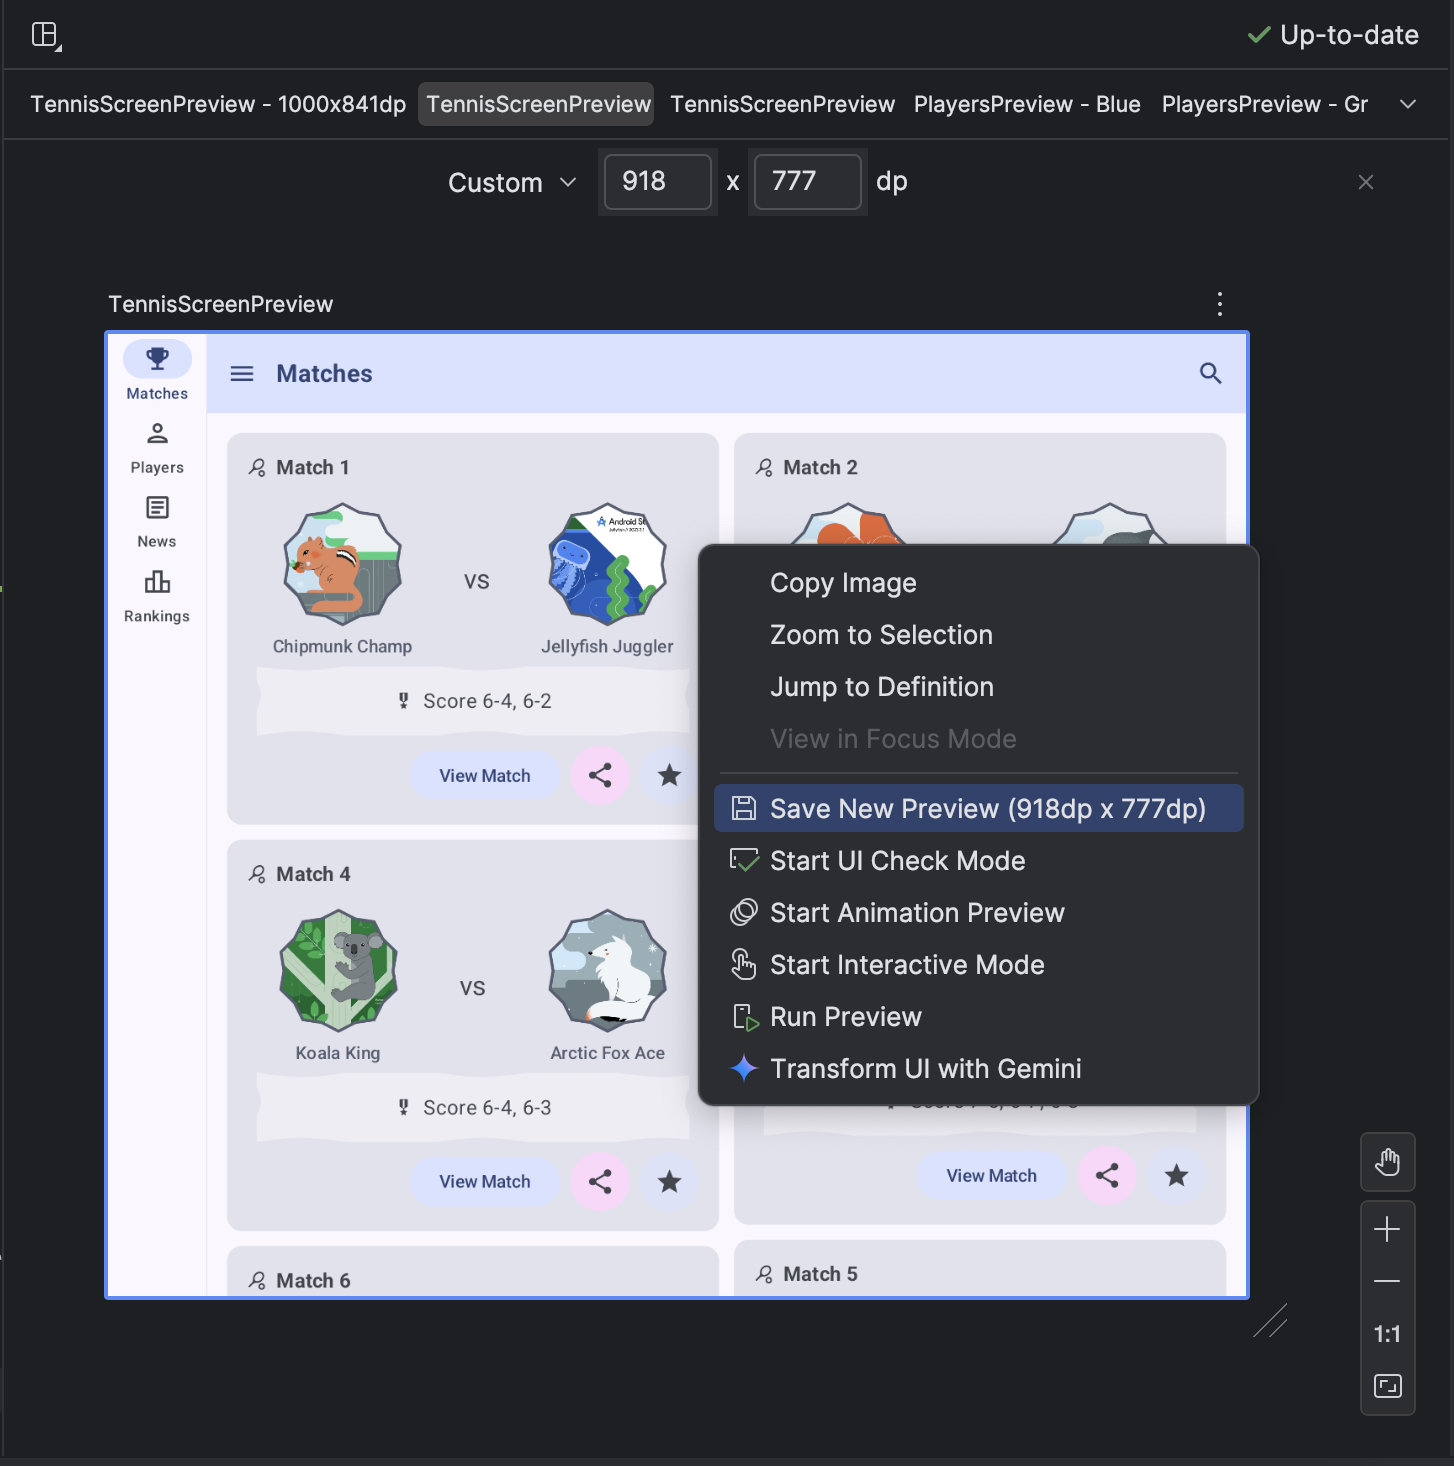 Up-to-date
TennisScreenPreview - 1000x841dp TennisScreenPreview TennisScreenPreview PlayersPreview - Blue PlayersPreview - Gr
Custom 918 x 777 dp
TennisScreenPreview
Matches
Players
News
Rankings
Matches
Match 1
Android
Chipmunk Champ
VS
Jellyfish Juggler
Score 6-4, 6-2
View Match
Match 2
Match 4
Koala King
VS
Arctic Fox Ace
Score 6-4, 6-3
View Match
View Match
Match 6
Match 5
Copy Image
Zoom to Selection
Jump to Definition
View in Focus Mode
Save New Preview (918dp x 777dp)
Start UI Check Mode
Start Animation Preview
Start Interactive Mode
Run Preview
Transform UI with Gemini
1:1